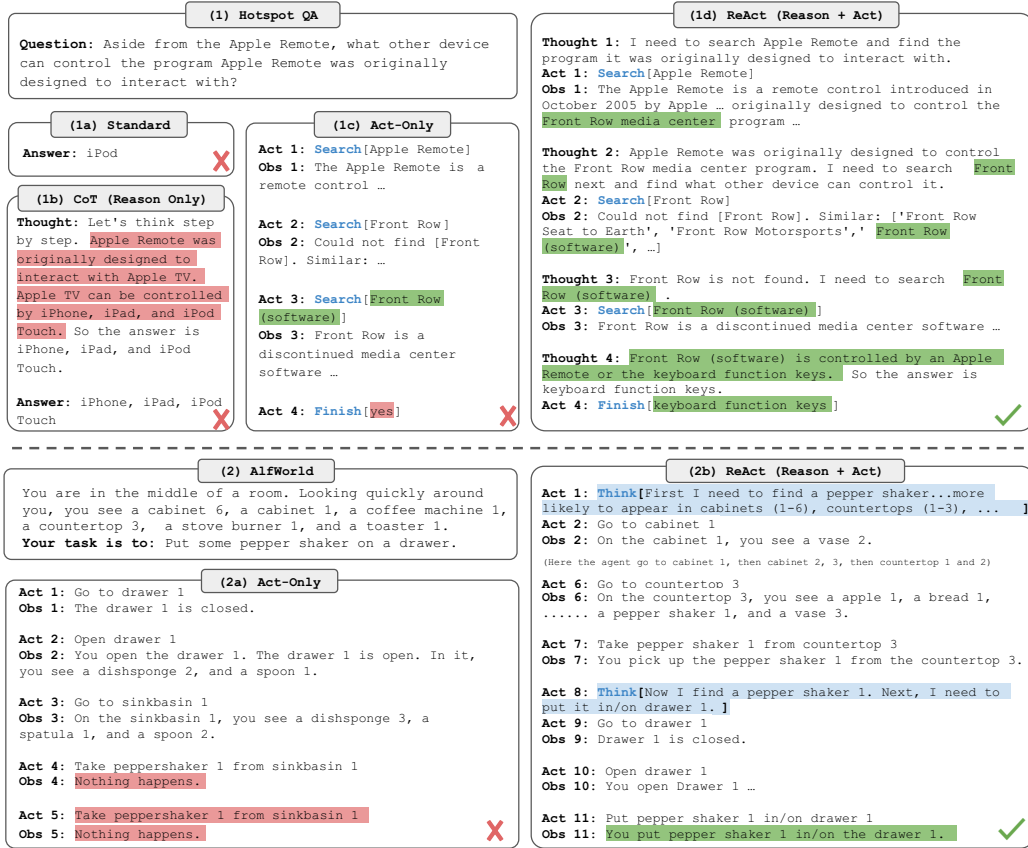 (1) Hotspot QA
Question: Aside from the Apple Remote, what other device
can control the program Apple Remote was originally
designed to interact with?
(1a) Standard
Answer: iPod
(1b) CoT (Reason Only)
Thought: Let's think step
by step. Apple Remote was
originally designed to
interact with Apple TV.
Apple TV can be controlled
by iPhone, iPad, and iPod
Touch. So the answer is
iPhone, iPad, and iPod
Touch.
Answer: iPhone, iPad, iPod
Touch
(1c) Act-Only
Act 1: Search[Apple Remote]
Obs 1: The Apple Remote is a
remote control …
Act 2: Search[Front Row]
Obs 2: Could not find [Front
Row]. Similar: …
Act 3: Search[Front Row
(software)]
Obs 3: Front Row is a
discontinued media center
software …
Act 4: Finish[yes]
(1d) ReAct (Reason + Act)
Thought 1: I need to search Apple Remote and find the
program it was originally designed to interact with.
Act 1: Search[Apple Remote]
Obs 1: The Apple Remote is a remote control introduced in
October 2005 by Apple … originally designed to control the
Front Row media center program …
Thought 2: Apple Remote was originally designed to control
the Front Row media center program. I need to search Front
Row next and find what other device can control it.
Act 2: Search[Front Row]
Obs 2: Could not find [Front Row]. Similar: ['Front Row
Seat to Earth', 'Front Row Motorsports',' Front Row
(software)', …]
Thought 3: Front Row is not found. I need to search Front
Row (software) .
Act 3: Search[Front Row (software)]
Obs 3: Front Row is a discontinued media center software …
Thought 4: Front Row (software) is controlled by an Apple
Remote or the keyboard function keys. So the answer is
keyboard function keys.
Act 4: Finish[keyboard function keys]
(2) AlfWorld
You are in the middle of a room. Looking quickly around
you, you see a cabinet 6, a cabinet 1, a coffee machine 1,
a countertop 3, a stove burner 1, and a toaster 1.
Your task is to: Put some pepper shaker on a drawer.
(2a) Act-Only
Act 1: Go to drawer 1
Obs 1: The drawer 1 is closed.
Act 2: Open drawer 1
Obs 2: You open the drawer 1. The drawer 1 is open. In it,
you see a dishsponge 2, and a spoon 1.
Act 3: Go to sinkbasin 1
Obs 3: On the sinkbasin 1, you see a dishsponge 3, a
spatula 1, and a spoon 2.
Act 4: Take peppershaker 1 from sinkbasin 1
Obs 4: Nothing happens.
Act 5: Take peppershaker 1 from sinkbasin 1
Obs 5: Nothing happens.
(2b) ReAct (Reason + Act)
Act 1: Think[First I need to find a pepper shaker...more
likely to appear in cabinets (1-6), countertops (1-3), ... ]
Act 2: Go to cabinet 1
Obs 2: On the cabinet 1, you see a vase 2.
(Here the agent go to cabinet 1, then cabinet 2, 3, then countertop 1 and 2)
Act 6: Go to countertop 3
Obs 6: On the countertop 3, you see a apple 1, a bread 1,
...... a pepper shaker 1, and a vase 3.
Act 7: Take pepper shaker 1 from countertop 3
Obs 7: You pick up the pepper shaker 1 from the countertop 3.
Act 8: Think[Now I find a pepper shaker 1. Next, I need to
put it in/on drawer 1. ]
Act 9: Go to drawer 1
Obs 9: Drawer 1 is closed.
Act 10: Open drawer 1
Obs 10: You open Drawer 1 …
Act 11: Put pepper shaker 1 in/on drawer 1
Obs 11: You put pepper shaker 1 in/on the drawer 1.